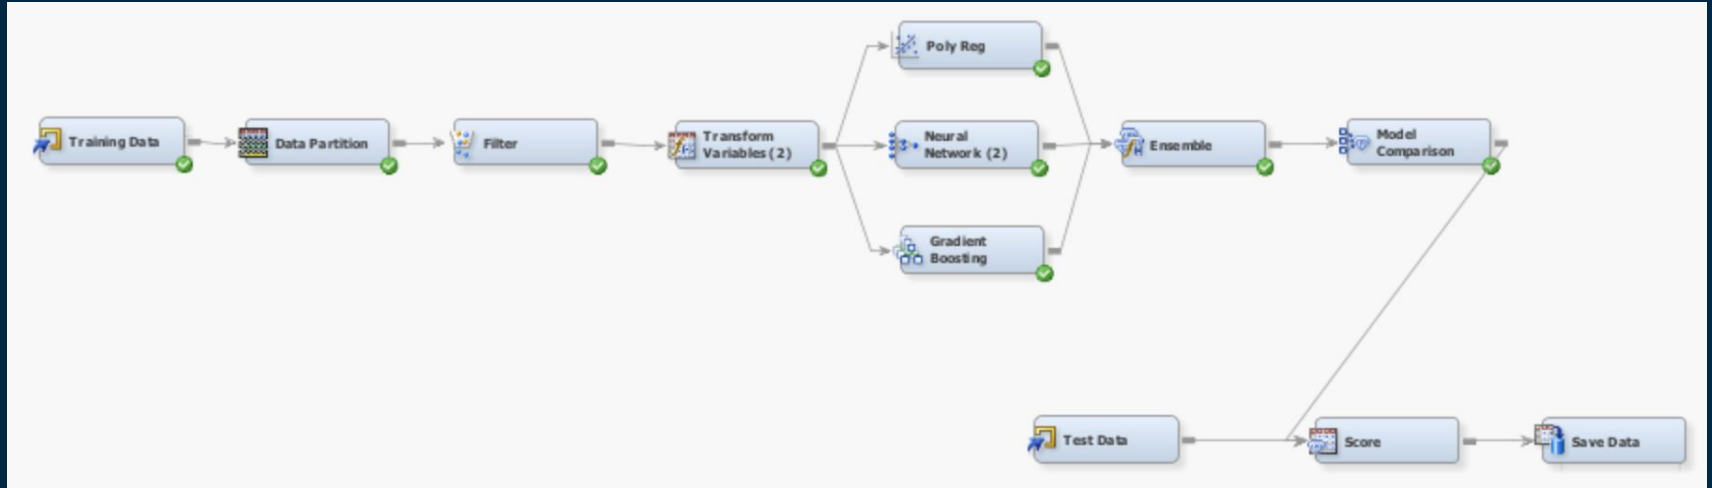 Poly Reg
Training Data
Data Partition
Filter
Transform
Variables (2)
Neural
Network (2)
Ensemble
Model
Comparison
Gradient
Boosting
Test Data
Score
Save Data